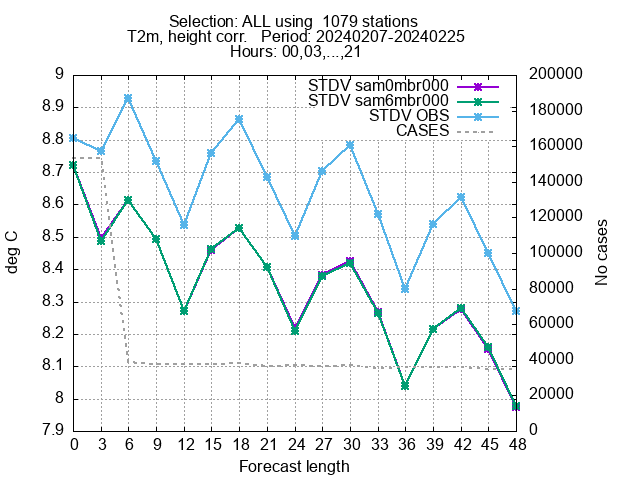 Selection: ALL using  1079 stations
T2m, height corr.   Period: 20240207-20240225
Hours: 00,03,...,21
STDV sam0mbr000
STDV sam6mbr000
STDV OBS
CASES
deg C
9
8.9
8.8
8.7
8.6
8.5
8.4
8.3
8.2
8.1
8
7.9
200000
180000
160000
140000
120000
100000
80000
60000
40000
20000
0
No cases
0 3 6 9 12 15 18 21 24 27 30 33 36 39 42 45 48
Forecast length